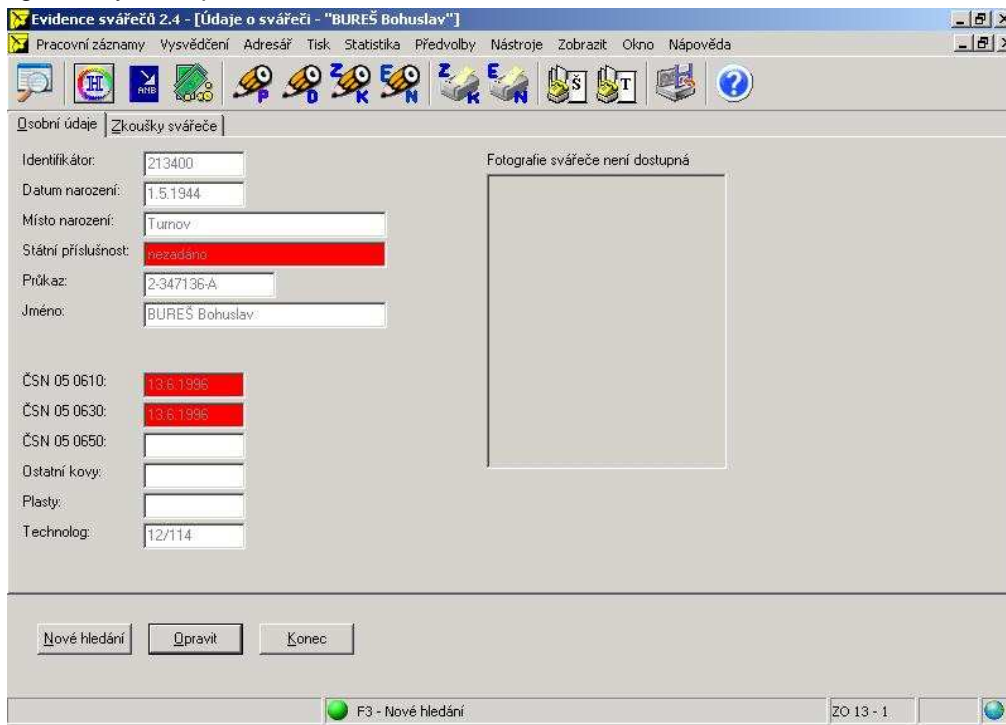 Evidence svářečů 2.4 - [Údaje o svářeči - "BUREŠ Bohuslav"]
Pracovní záznamy Vysvědčení Adresář Tisk Statistika Předvolby Nástroje Zobrazit Okno Nápověda
H ANB P D Z K E N Z K E N Š T ?
Osobní údaje Zkoušky svářeče
Identifikátor: 213400 Fotografie svářeče není dostupná
Datum narození: 1.5.1944
Místo narození: Turnov
Státní příslušnost: nezadáno
Průkaz: 2-347136-A
Jméno: BUREŠ Bohuslav
ČSN 05 0610: 13.6.1996
ČSN 05 0630: 13.6.1996
ČSN 05 0650:
Ostatní kovy:
Plasty:
Technolog: 12/114
Nové hledání Opravit Konec
F3 - Nové hledání ZO 13 - 1